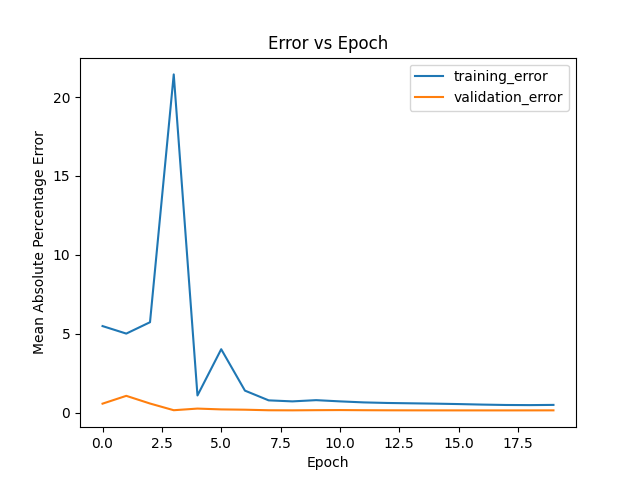 Error vs Epoch
training_error
validation_error
Mean Absolute Percentage Error
20
15
10
5
0
0.0 2.5 5.0 7.5 10.0 12.5 15.0 17.5
Epoch